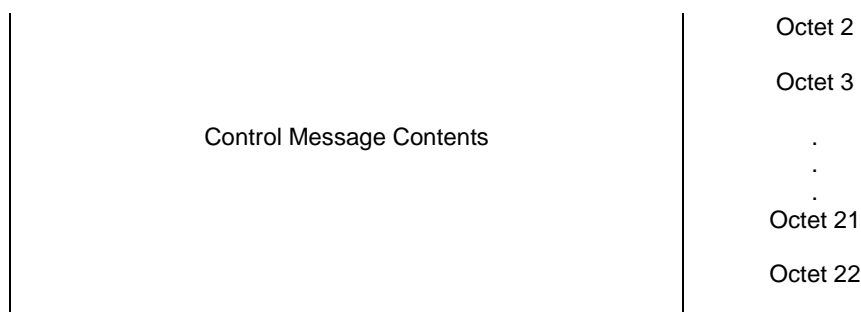 Octet 2
Octet 3
Control Message Contents
.
.
.
Octet 21
Octet 22